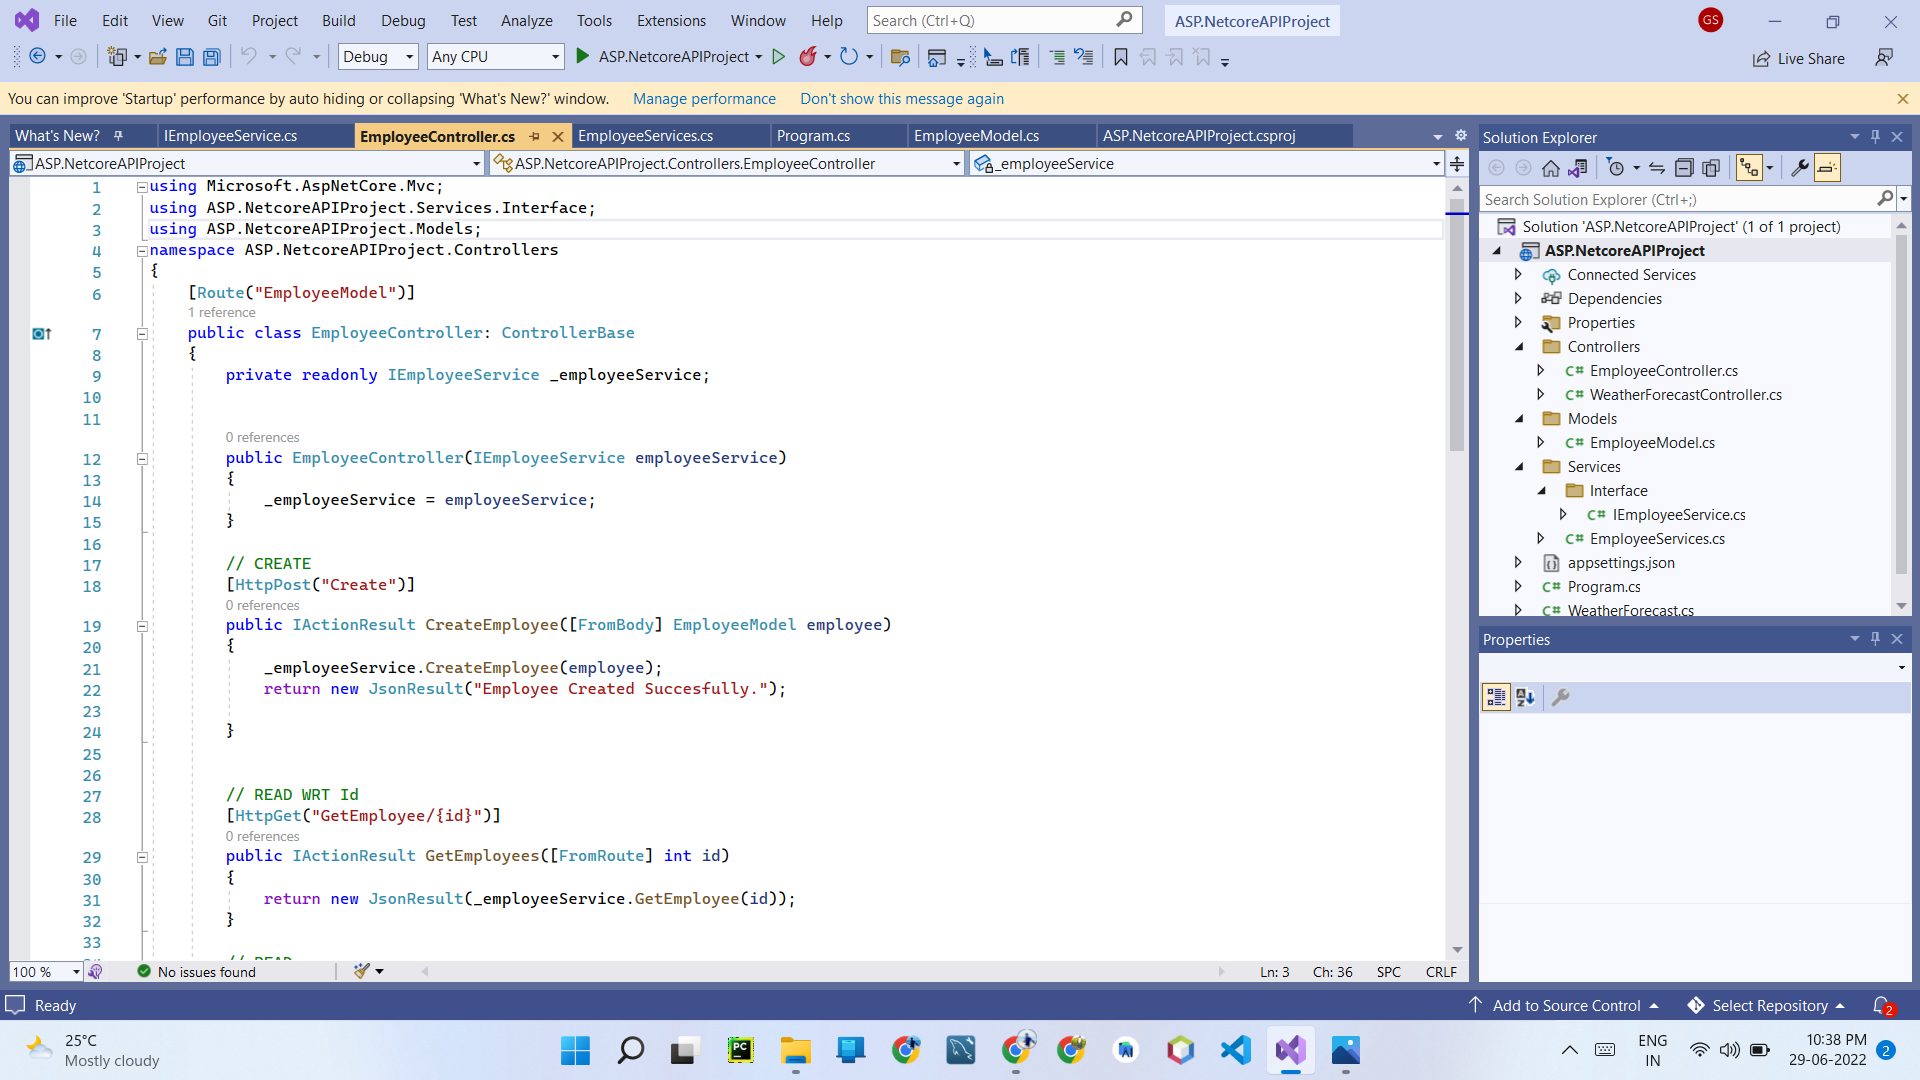 File Edit View Git Project Build Debug Test Analyze Tools Extensions Window Help Search (Ctrl+Q) ASP.NetcoreAPIProject GS
Debug Any CPU ASP.NetcoreAPIProject Live Share
You can improve 'Startup' performance by auto hiding or collapsing 'What's New?' window. Manage performance Don't show this message again
What's New? IEmployeeService.cs EmployeeController.cs EmployeeServices.cs Program.cs EmployeeModel.cs ASP.NetcoreAPIProject.csproj
ASP.NetcoreAPIProject ASP.NetcoreAPIProject.Controllers.EmployeeController _employeeService
1 using Microsoft.AspNetCore.Mvc;
2 using ASP.NetcoreAPIProject.Services.Interface;
3 using ASP.NetcoreAPIProject.Models;
4 namespace ASP.NetcoreAPIProject.Controllers
5 {
6 [Route("EmployeeModel")]
1 reference
7 public class EmployeeController: ControllerBase
8 {
9 private readonly IEmployeeService _employeeService;
10
11
0 references
12 public EmployeeController(IEmployeeService employeeService)
13 {
14 _employeeService = employeeService;
15 }
16
17 // CREATE
18 [HttpPost("Create")]
0 references
19 public IActionResult CreateEmployee([FromBody] EmployeeModel employee)
20 {
21 _employeeService.CreateEmployee(employee);
22 return new JsonResult("Employee Created Succesfully.");
23
24 }
25
26
27 // READ WRT Id
28 [HttpGet("GetEmployee/{id}")]
0 references
29 public IActionResult GetEmployees([FromRoute] int id)
30 {
31 return new JsonResult(_employeeService.GetEmployee(id));
32 }
33
100 % No issues found Ln: 3 Ch: 36 SPC CRLF
Solution Explorer
Search Solution Explorer (Ctrl+;)
Solution 'ASP.NetcoreAPIProject' (1 of 1 project)
ASP.NetcoreAPIProject
Connected Services
Dependencies
Properties
Controllers
C# EmployeeController.cs
C# WeatherForecastController.cs
Models
C# EmployeeModel.cs
Services
Interface
C# IEmployeeService.cs
C# EmployeeServices.cs
appsettings.json
C# Program.cs
C# WeatherForecast.cs
Properties
Ready Add to Source Control Select Repository 2
25°C
Mostly cloudy
PC
ENG
IN
10:38 PM
29-06-2022
2